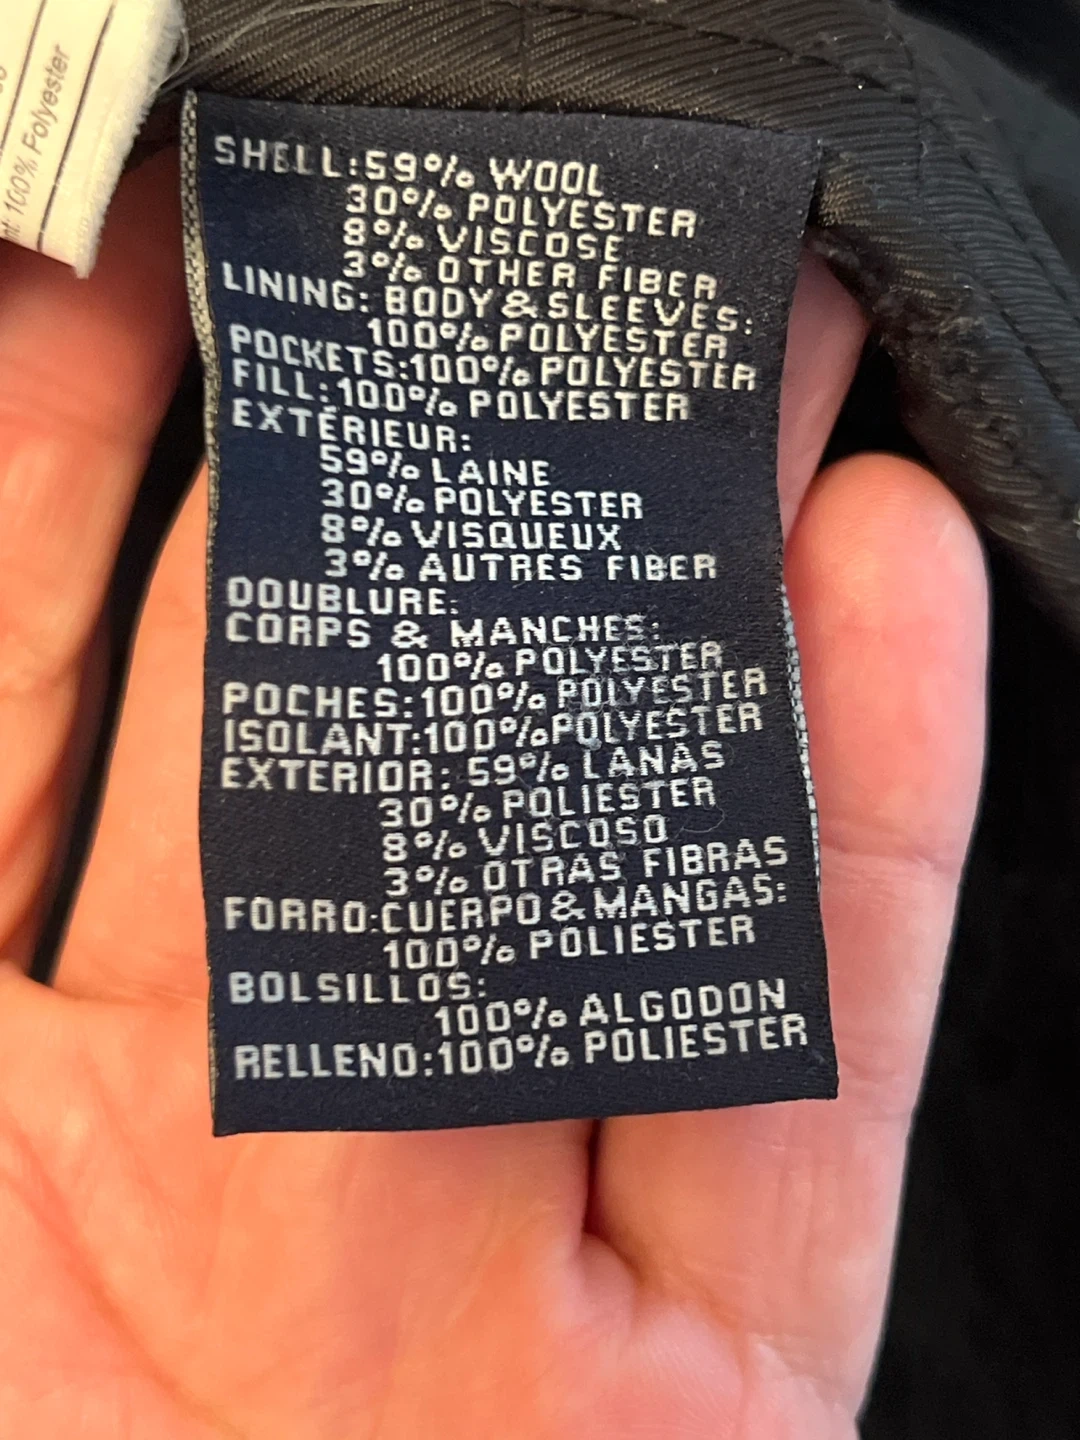 nt: 100% Polyester
SHELL:59% WOOL
30% POLYESTER
8% VISCOSE
3% OTHER FIBER
LINING: BODY & SLEEVES:
100% POLYESTER
POCKETS:100% POLYESTER
FILL:100% POLYESTER
EXTÉRIEUR:
59% LAINE
30% POLYESTER
8% VISQUEUX
3% AUTRES FIBER
DOUBLURE:
CORPS & MANCHES:
100% POLYESTER
POCHES:100% POLYESTER
ISOLANT:100% POLYESTER
EXTERIOR: 59% LANAS
30% POLIESTER
8% VISCOSO
3% OTRAS FIBRAS
FORRO:CUERPO & MANGAS:
100% POLIESTER
BOLSILLOS:
100% ALGODON
RELLENO:100% POLIESTER